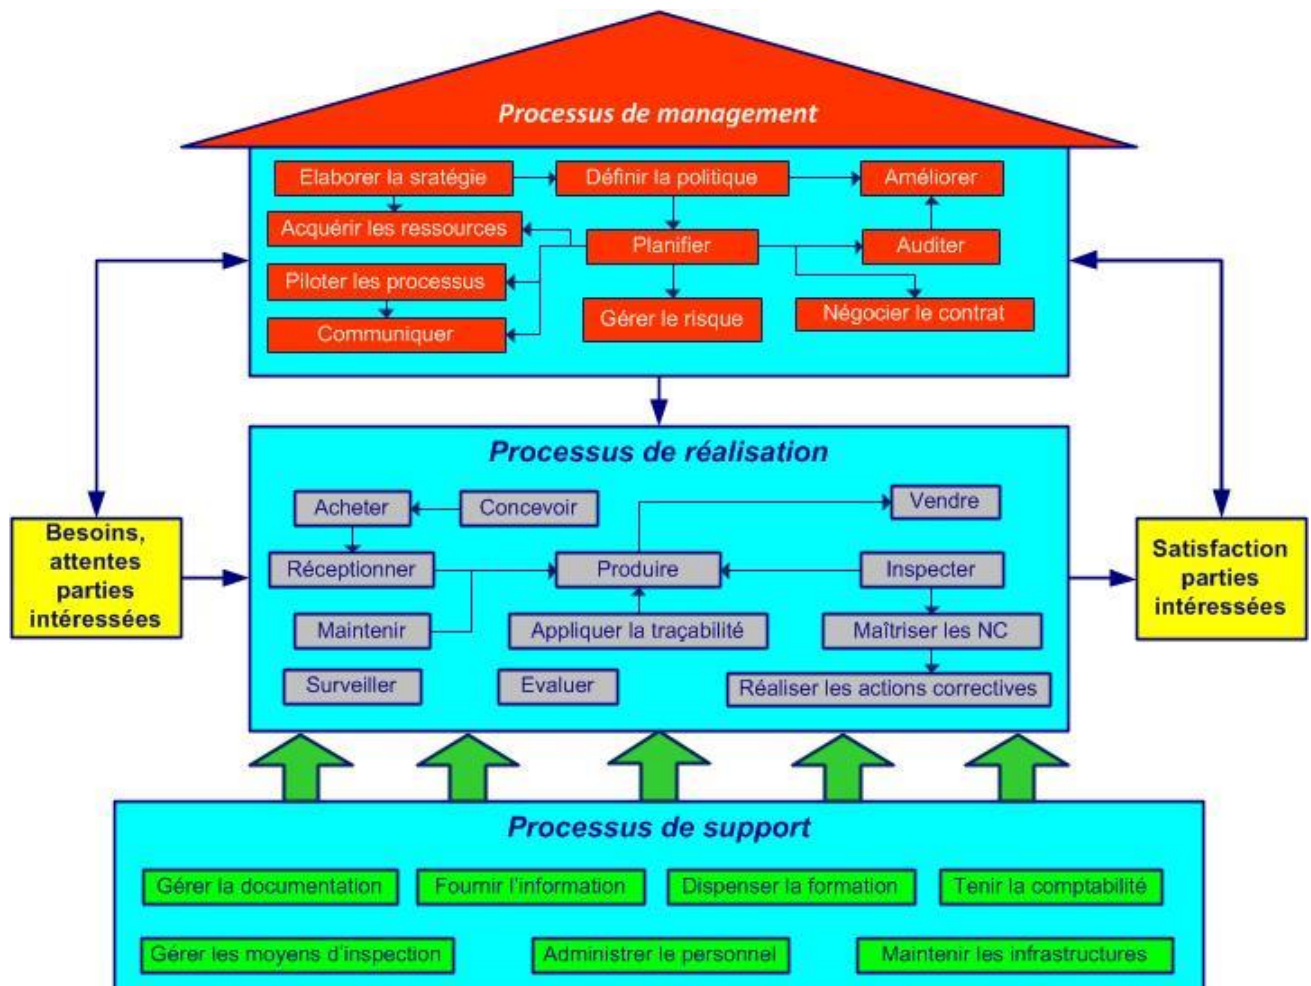 Processus de management
Elaborer la sratégie
Définir la politique
Améliorer
Acquérir les ressources
Planifier
Auditer
Piloter les processus
Gérer le risque
Négocier le contrat
Communiquer
Processus de réalisation
Acheter
Concevoir
Vendre
Besoins,
attentes
parties
intéressées
Réceptionner
Produire
Inspecter
Satisfaction
parties
intéressées
Maintenir
Appliquer la traçabilité
Maîtriser les NC
Surveiller
Evaluer
Réaliser les actions correctives
Processus de support
Gérer la documentation
Fournir l'information
Dispenser la formation
Tenir la comptabilité
Gérer les moyens d'inspection
Administrer le personnel
Maintenir les infrastructures